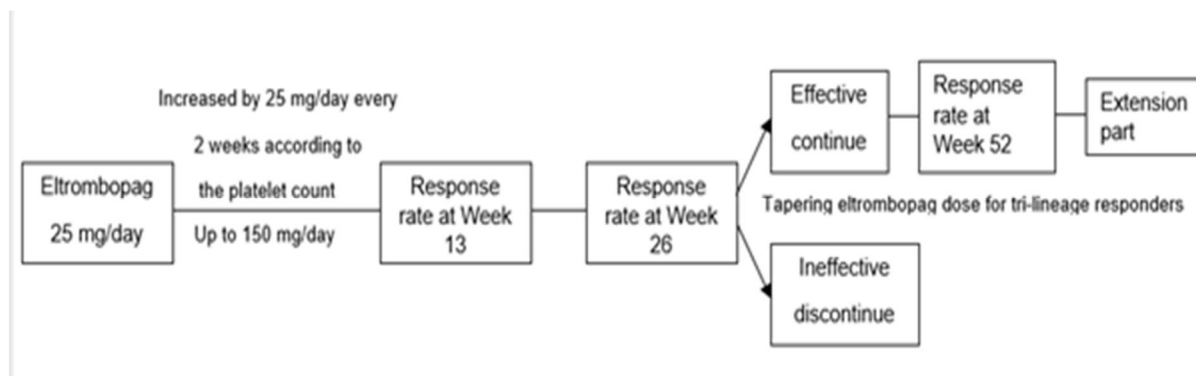 Eltrombopag
25 mg/day
Increased by 25 mg/day every
2 weeks according to
the platelet count
Up to 150 mg/day
Response
rate at Week
13
Response
rate at Week
26
Effective
continue
Response
rate at
Week 52
Extension
part
Tapering eltrombopag dose for tri-lineage responders
Ineffective
discontinue